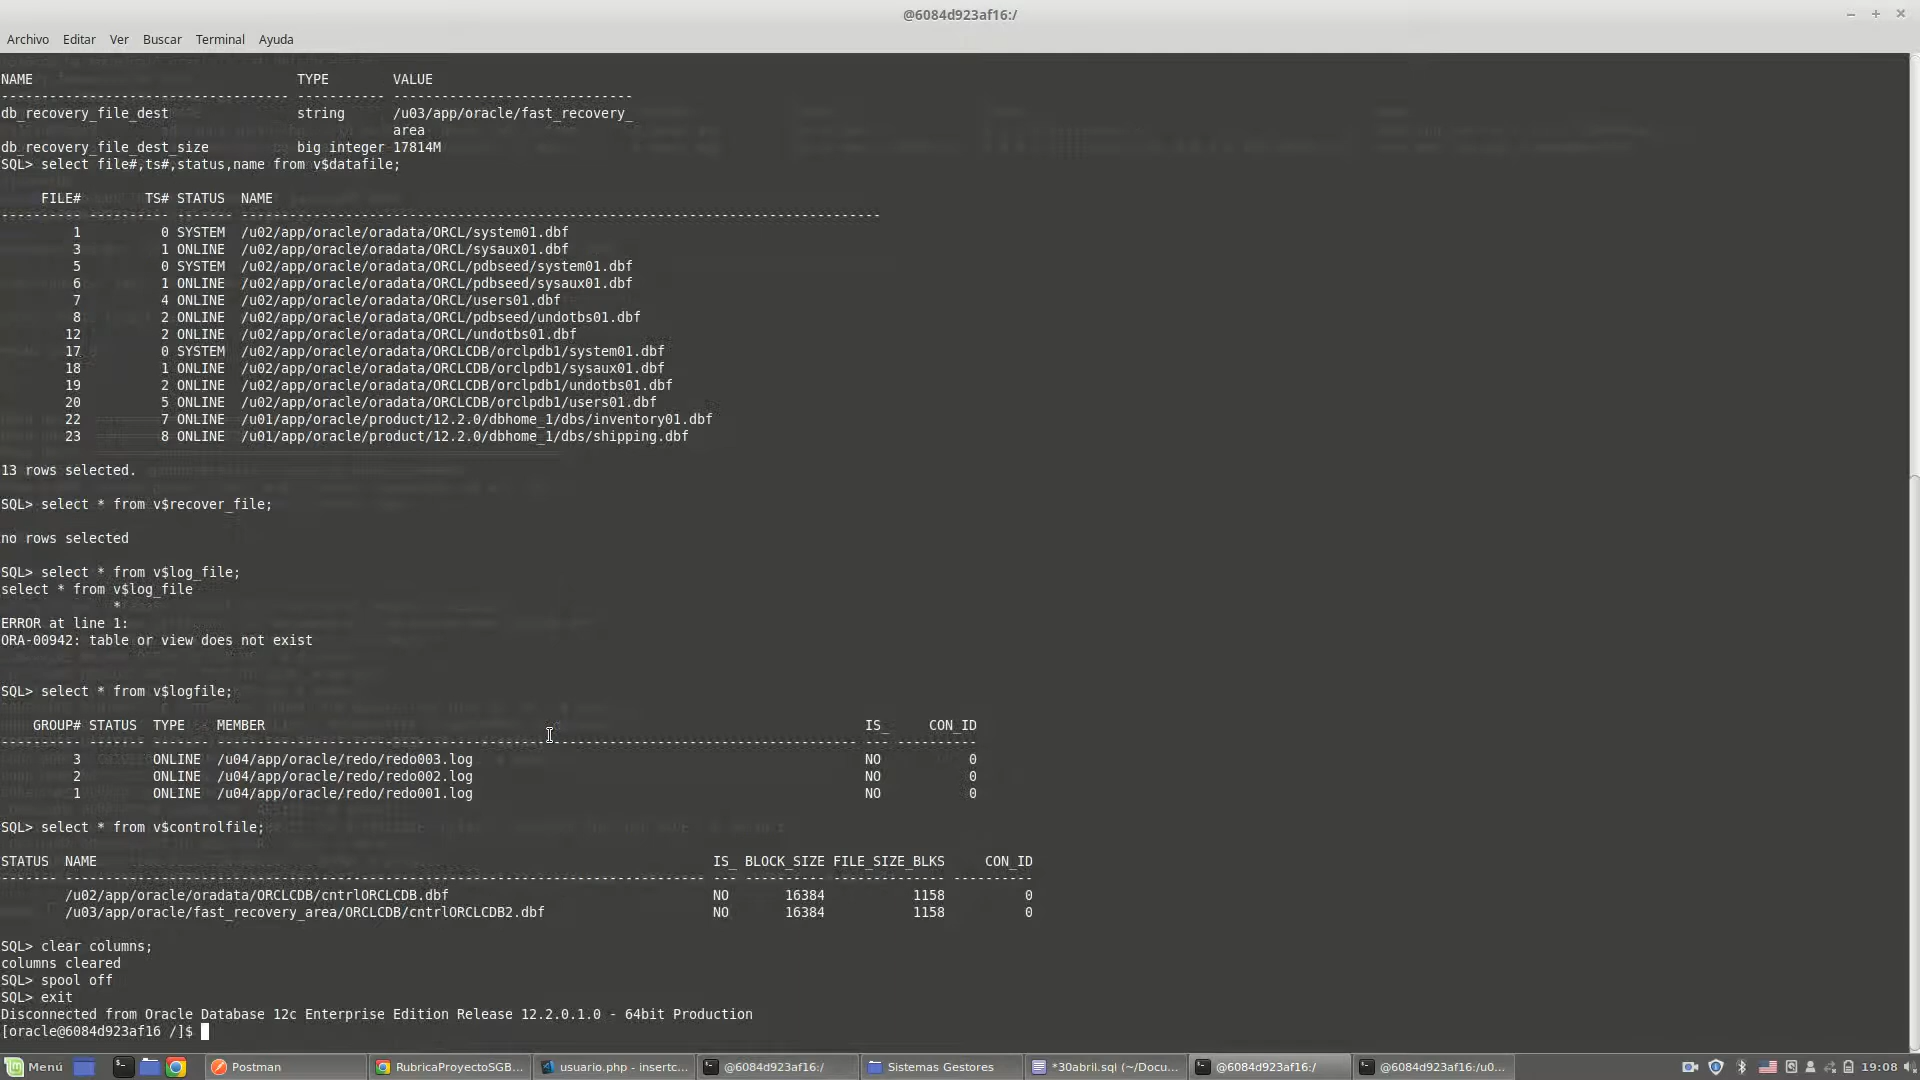 @6084d923af16:/
Archivo Editar Ver Buscar Terminal Ayuda
NAME                                 TYPE        VALUE
------------------------------------ ----------- ------------------------------
db_recovery_file_dest                string      /u03/app/oracle/fast_recovery_
                                                 area
db_recovery_file_dest_size           big integer 17814M
SQL> select file#,ts#,status,name from v$datafile;
     FILE#        TS# STATUS  NAME
---------- ---------- ------- --------------------------------------------------------------------------------
         1          0 SYSTEM  /u02/app/oracle/oradata/ORCL/system01.dbf
         3          1 ONLINE  /u02/app/oracle/oradata/ORCL/sysaux01.dbf
         5          0 SYSTEM  /u02/app/oracle/oradata/ORCL/pdbseed/system01.dbf
         6          1 ONLINE  /u02/app/oracle/oradata/ORCL/pdbseed/sysaux01.dbf
         7          4 ONLINE  /u02/app/oracle/oradata/ORCL/users01.dbf
         8          2 ONLINE  /u02/app/oracle/oradata/ORCL/pdbseed/undotbs01.dbf
        12          2 ONLINE  /u02/app/oracle/oradata/ORCL/undotbs01.dbf
        17          0 SYSTEM  /u02/app/oracle/oradata/ORCLCDB/orclpdb1/system01.dbf
        18          1 ONLINE  /u02/app/oracle/oradata/ORCLCDB/orclpdb1/sysaux01.dbf
        19          2 ONLINE  /u02/app/oracle/oradata/ORCLCDB/orclpdb1/undotbs01.dbf
        20          5 ONLINE  /u02/app/oracle/oradata/ORCLCDB/orclpdb1/users01.dbf
        22          7 ONLINE  /u01/app/oracle/product/12.2.0/dbhome_1/dbs/inventory01.dbf
        23          8 ONLINE  /u01/app/oracle/product/12.2.0/dbhome_1/dbs/shipping.dbf
13 rows selected.
SQL> select * from v$recover_file;
no rows selected
SQL> select * from v$log_file;
select * from v$log_file
              *
ERROR at line 1:
ORA-00942: table or view does not exist
SQL> select * from v$logfile;
    GROUP# STATUS  TYPE    MEMBER                                                                           IS_     CON_ID
---------- ------- ------- -------------------------------------------------------------------------------- --- ----------
         3         ONLINE  /u04/app/oracle/redo/redo003.log                                                 NO           0
         2         ONLINE  /u04/app/oracle/redo/redo002.log                                                 NO           0
         1         ONLINE  /u04/app/oracle/redo/redo001.log                                                 NO           0
SQL> select * from v$controlfile;
STATUS  NAME                                                                             IS_ BLOCK_SIZE FILE_SIZE_BLKS     CON_ID
------- -------------------------------------------------------------------------------- --- ---------- -------------- ----------
        /u02/app/oracle/oradata/ORCLCDB/cntrlORCLCDB.dbf                                 NO       16384           1158          0
        /u03/app/oracle/fast_recovery_area/ORCLCDB/cntrlORCLCDB2.dbf                     NO       16384           1158          0
SQL> clear columns;
columns cleared
SQL> spool off
SQL> exit
Disconnected from Oracle Database 12c Enterprise Edition Release 12.2.0.1.0 - 64bit Production
[oracle@6084d923af16 /]$
Menú Postman RubricaProyectoSGB... usuario.php - insertc... @6084d923af16:/ Sistemas Gestores *30abril.sql (~/Docu... @6084d923af16:/ @6084d923af16:/u0... 19:08